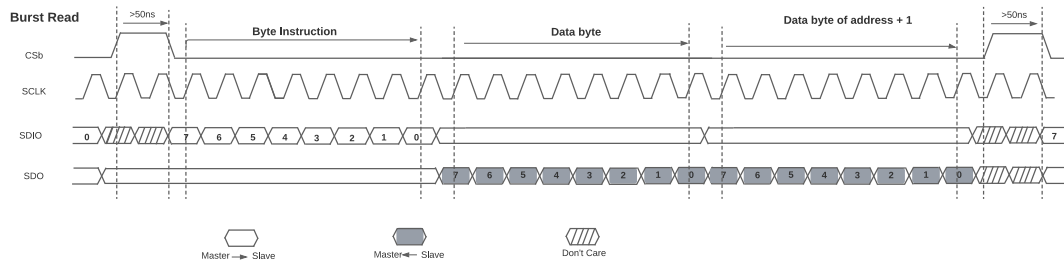 Burst Read
>50ns
Byte Instruction
Data byte
Data byte of address + 1
>50ns
CSb
SCLK
SDIO 0 7 6 5 4 3 2 1 0 7
SDO 7 6 5 4 3 2 1 0 7 6 5 4 3 2 1 0
Master → Slave
Master ← Slave
Don't Care